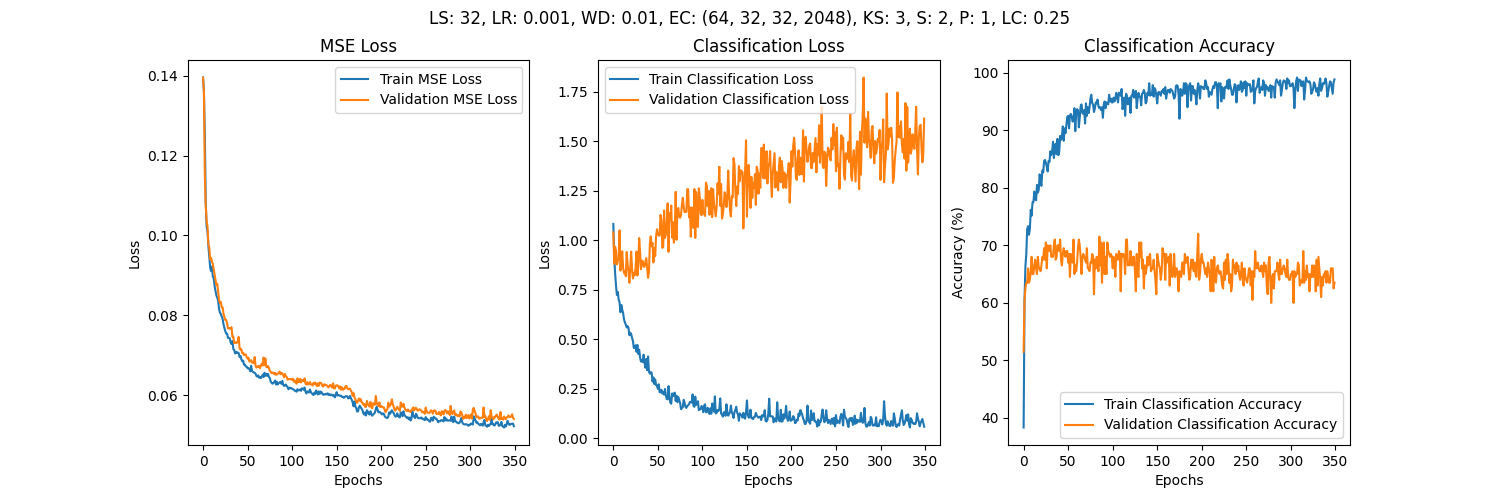 LS: 32, LR: 0.001, WD: 0.01, EC: (64, 32, 32, 2048), KS: 3, S: 2, P: 1, LC: 0.25
MSE Loss
Loss
0.14
0.12
0.10
0.08
0.06
Train MSE Loss
Validation MSE Loss
0 50 100 150 200 250 300 350
Epochs
Classification Loss
Loss
1.75
1.50
1.25
1.00
0.75
0.50
0.25
0.00
Train Classification Loss
Validation Classification Loss
0 50 100 150 200 250 300 350
Epochs
Classification Accuracy
Accuracy (%)
100
90
80
70
60
50
40
Train Classification Accuracy
Validation Classification Accuracy
0 50 100 150 200 250 300 350
Epochs